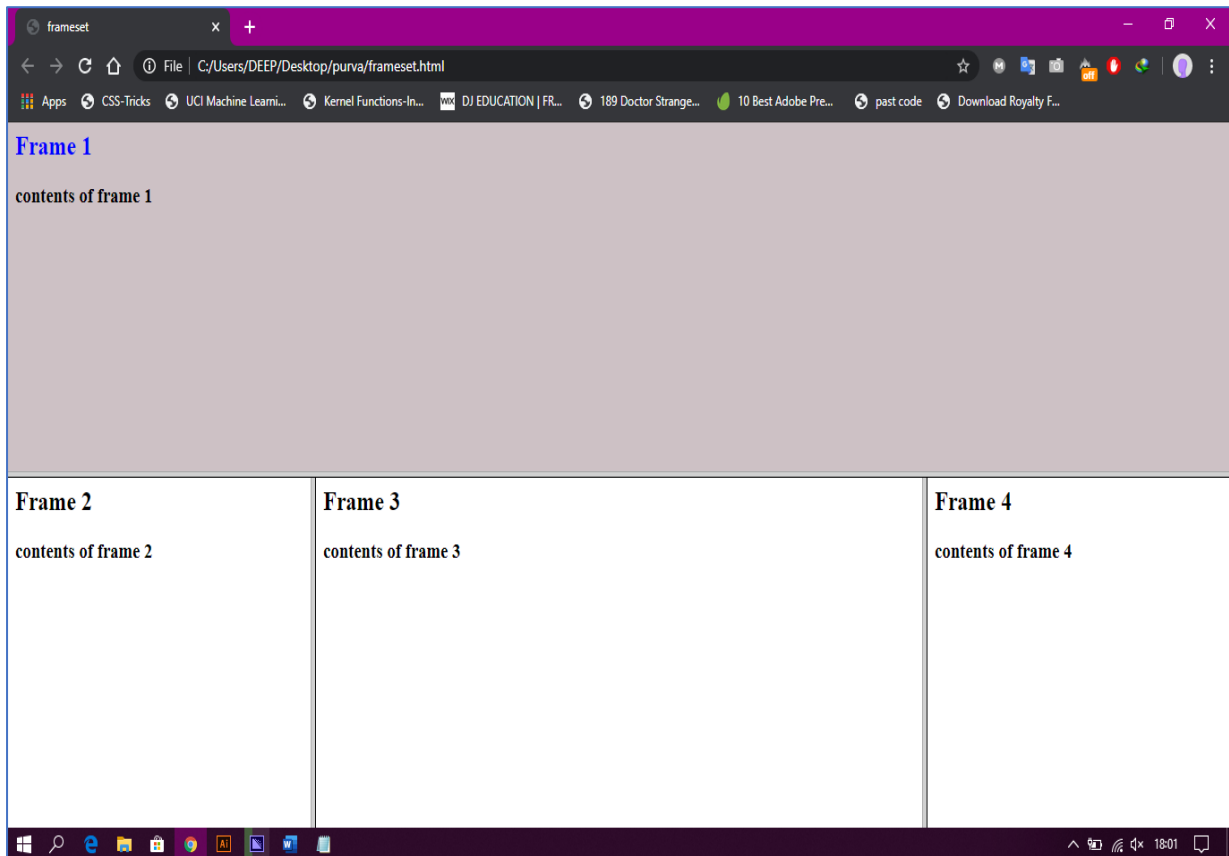 frameset
File | C:/Users/DEEP/Desktop/purva/frameset.html
off
Apps CSS-Tricks UCI Machine Learni... Kernel Functions-In... WIX DJ EDUCATION | FR... 189 Doctor Strange... 10 Best Adobe Pre... past code Download Royalty F...
Frame 1
contents of frame 1
Frame 2
contents of frame 2
Frame 3
contents of frame 3
Frame 4
contents of frame 4
Ai
18:01